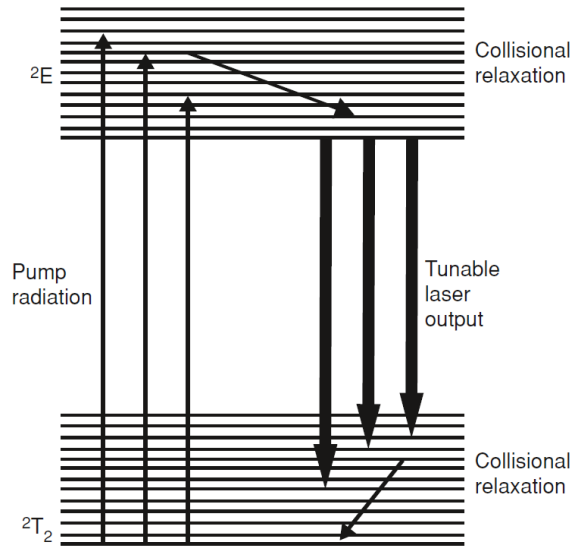 ²E
Collisional
relaxation
Pump
radiation
Tunable
laser
output
Collisional
relaxation
²T₂